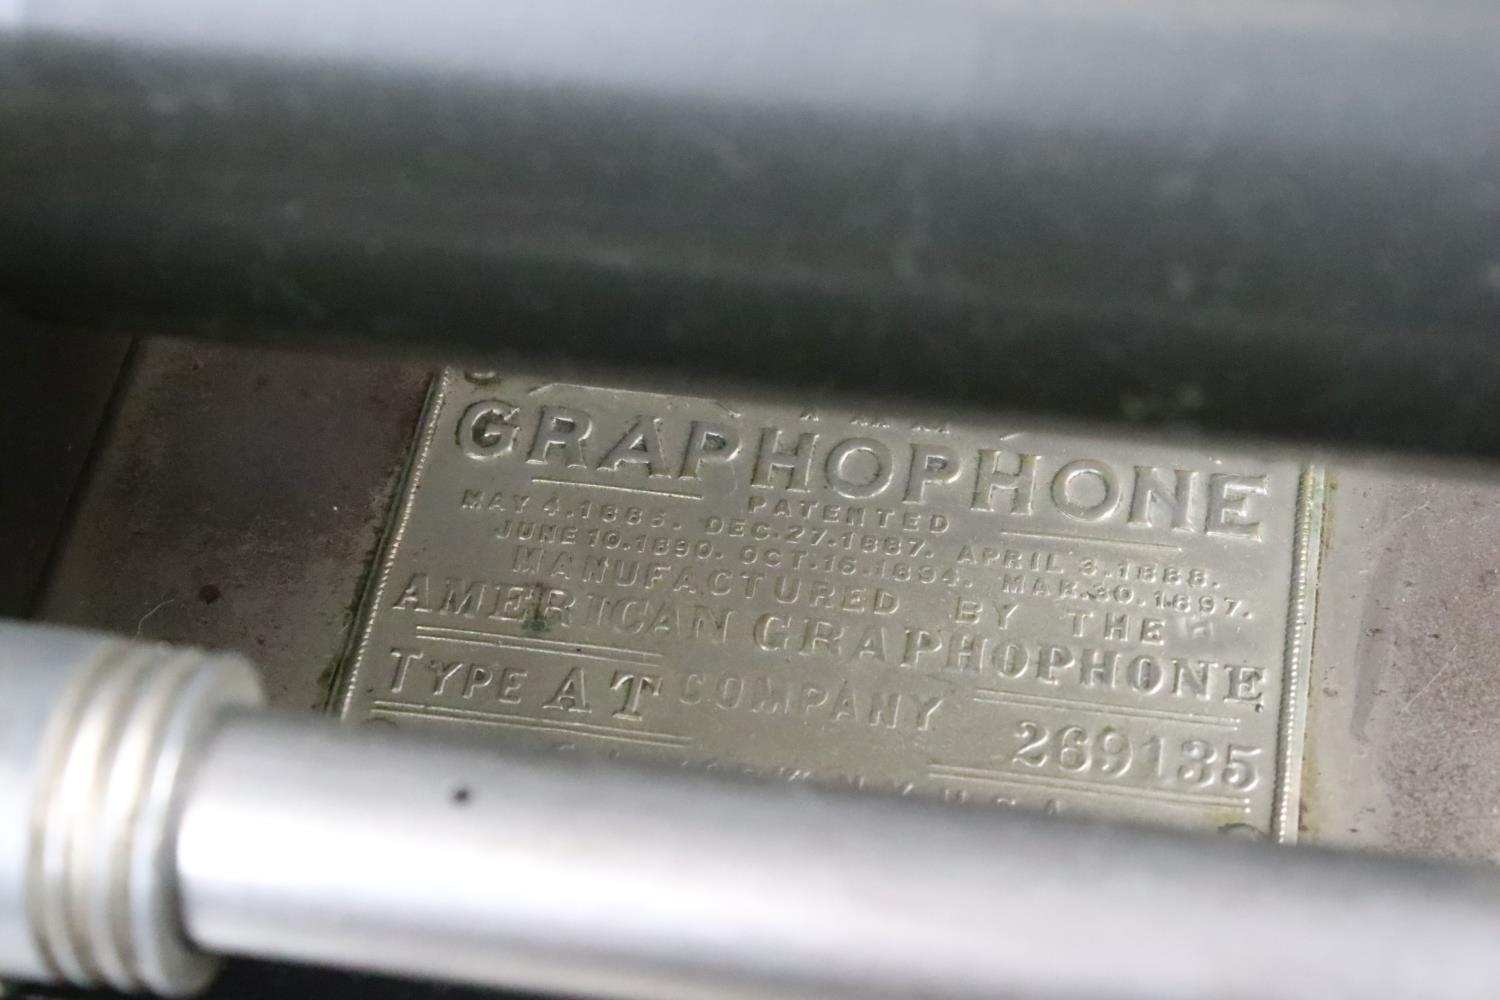 GRAPHOPHONE
PATENTED
MAY 4.1886. DEC.27.1887. APRIL 3.1888.
JUNE 10.1890. OCT.16.1894. MAR.30.1897.
MANUFACTURED BY THE
AMERICAN GRAPHOPHONE
TYPE AT COMPANY 269135